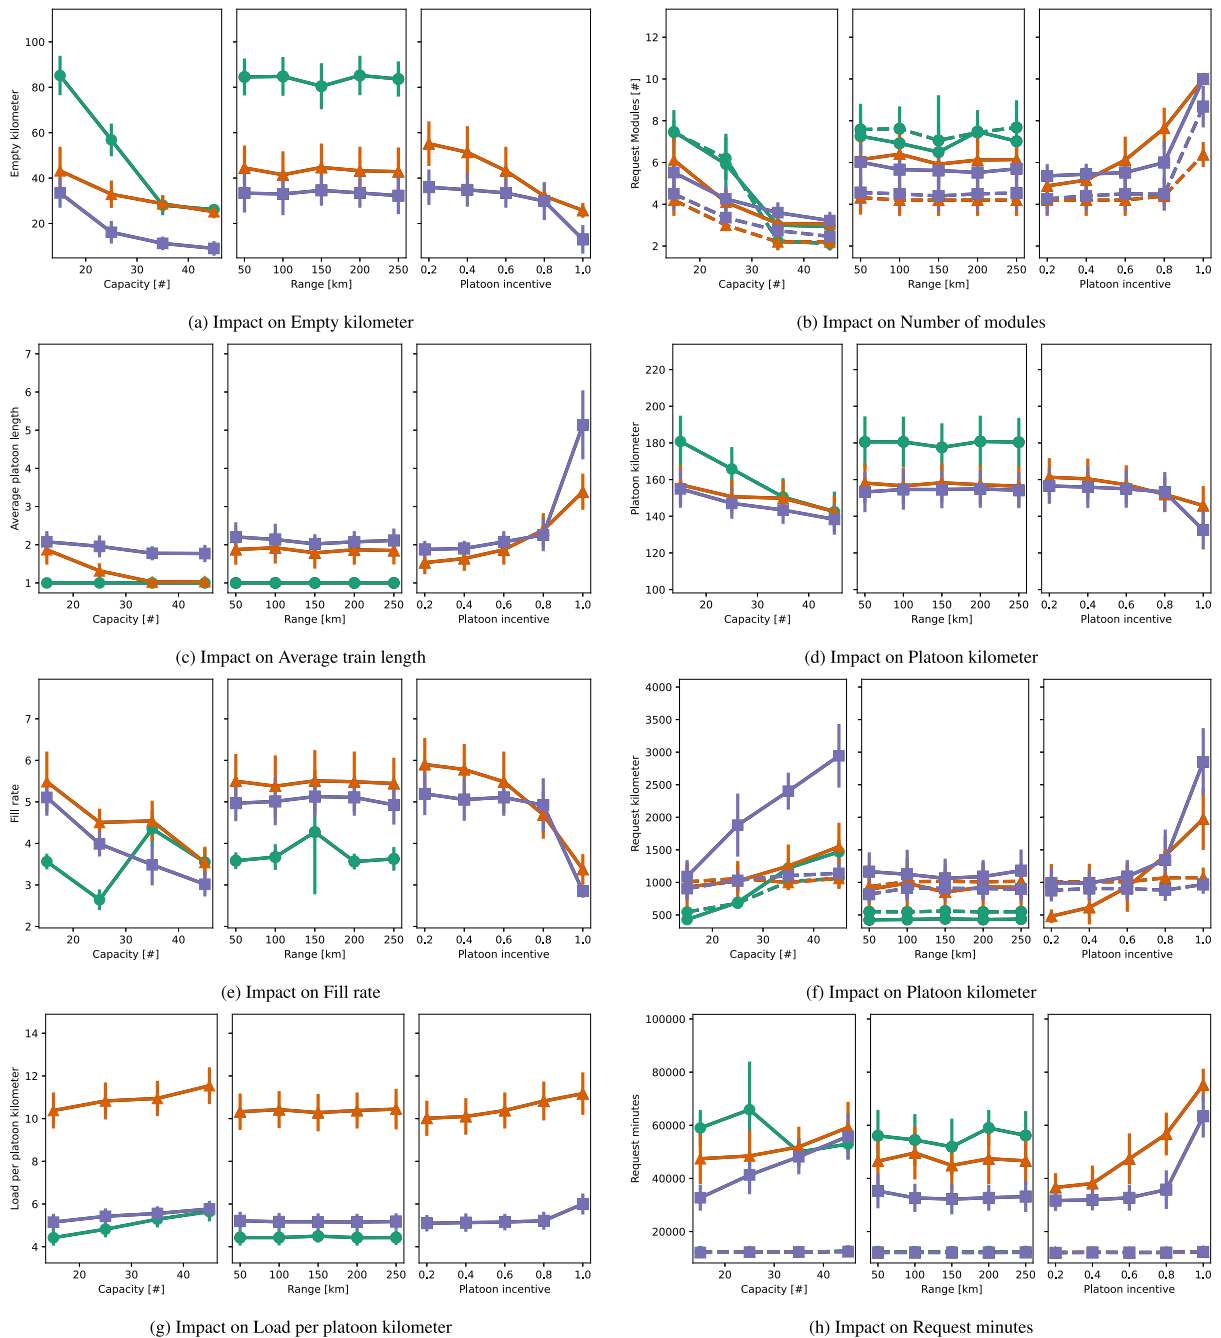 100
80
60
40
20
Empty kilometer
20 40
Capacity [#]
50 100 150 200 250
Range [km]
0.2 0.4 0.6 0.8 1.0
Platoon incentive
(a) Impact on Empty kilometer
12
10
8
6
4
2
Request Modules [#]
20 40
Capacity [#]
50 100 150 200 250
Range [km]
0.2 0.4 0.6 0.8 1.0
Platoon incentive
(b) Impact on Number of modules
7
6
5
4
3
2
1
Average platoon length
20 40
Capacity [#]
50 100 150 200 250
Range [km]
0.2 0.4 0.6 0.8 1.0
Platoon incentive
(c) Impact on Average train length
220
200
180
160
140
120
100
Platoon kilometer
20 40
Capacity [#]
50 100 150 200 250
Range [km]
0.2 0.4 0.6 0.8 1.0
Platoon incentive
(d) Impact on Platoon kilometer
7
6
5
4
3
2
Fill rate
20 40
Capacity [#]
50 100 150 200 250
Range [km]
0.2 0.4 0.6 0.8 1.0
Platoon incentive
(e) Impact on Fill rate
4000
3500
3000
2500
2000
1500
1000
500
Request kilometer
20 40
Capacity [#]
50 100 150 200 250
Range [km]
0.2 0.4 0.6 0.8 1.0
Platoon incentive
(f) Impact on Platoon kilometer
14
12
10
8
6
4
Load per platoon kilometer
20 40
Capacity [#]
50 100 150 200 250
Range [km]
0.2 0.4 0.6 0.8 1.0
Platoon incentive
(g) Impact on Load per platoon kilometer
100000
80000
60000
40000
20000
Request minutes
20 40
Capacity [#]
50 100 150 200 250
Range [km]
0.2 0.4 0.6 0.8 1.0
Platoon incentive
(h) Impact on Request minutes